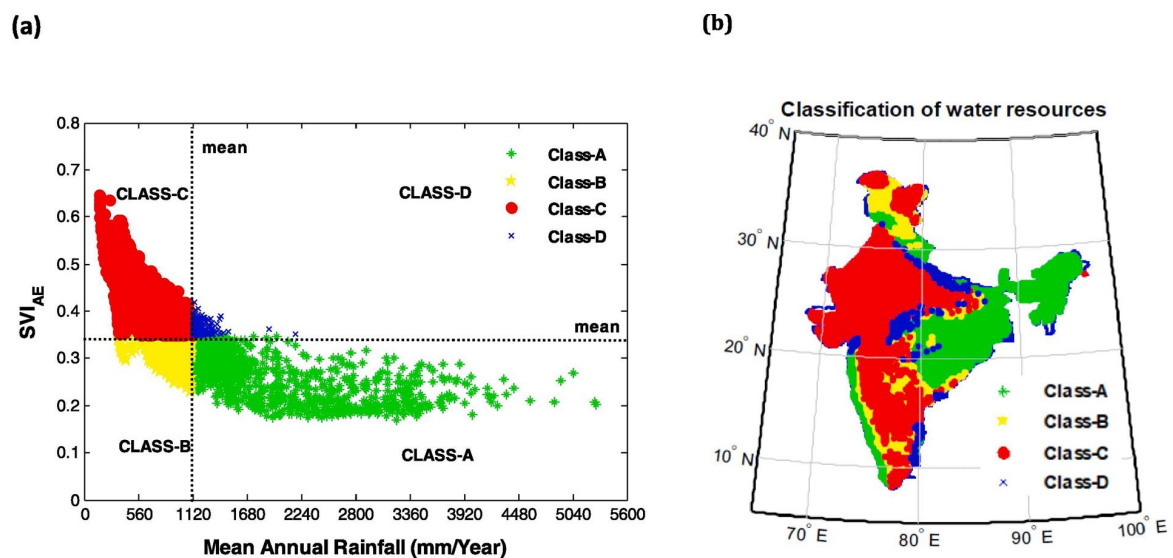 (a)
0.8
0.7
0.6
0.5
0.4
0.3
0.2
0.1
0
SVI_AE
mean
CLASS-C
CLASS-D
Class-A
Class-B
Class-C
Class-D
mean
CLASS-B
CLASS-A
0 560 1120 1680 2240 2800 3360 3920 4480 5040 5600
Mean Annual Rainfall (mm/Year)
(b)
Classification of water resources
40° N
30° N
20° N
10° N
Class-A
Class-B
Class-C
Class-D
70° E 80° E 90° E 100° E